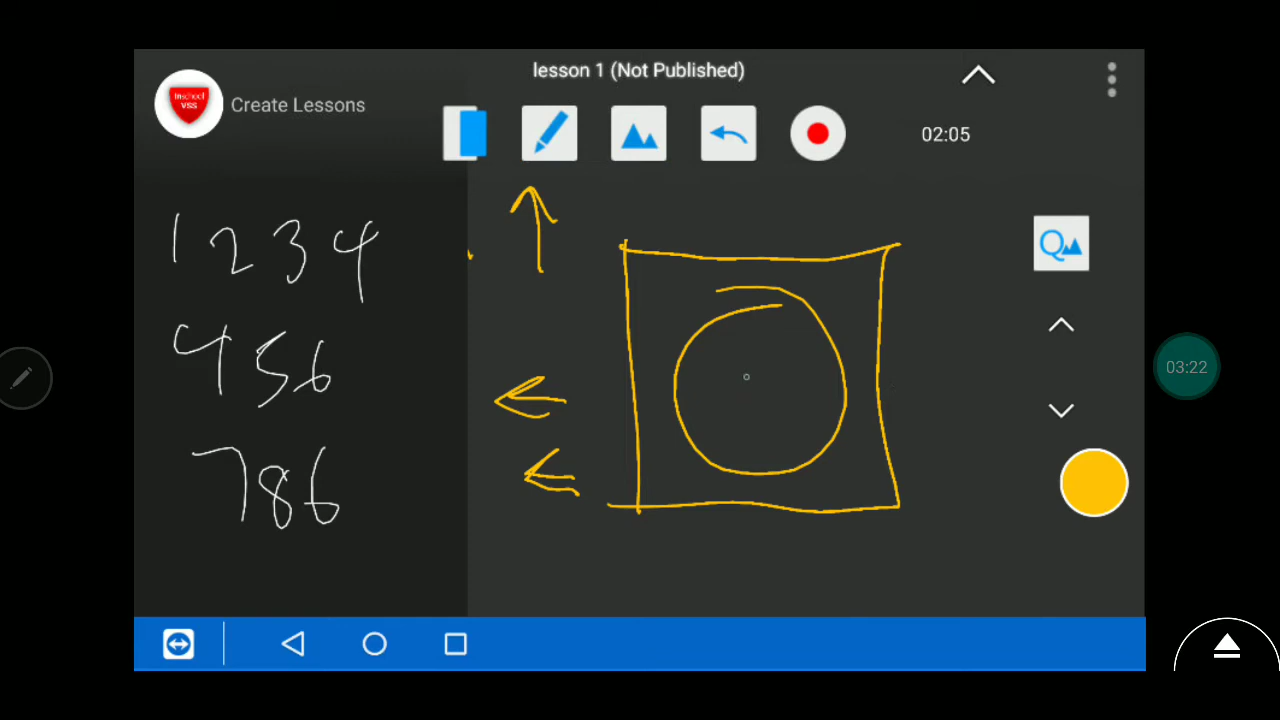 lesson 1 (Not Published)
Inschool
VSS
Create Lessons
02:05
1234
456
786
Q
03:22